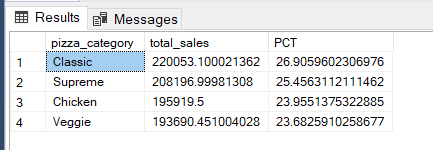 Results Messages
pizza_category total_sales PCT
1 Classic 220053.100021362 26.9059602306976
2 Supreme 208196.99981308 25.4563112111462
3 Chicken 195919.5 23.9551375322885
4 Veggie 193690.451004028 23.6825910258677